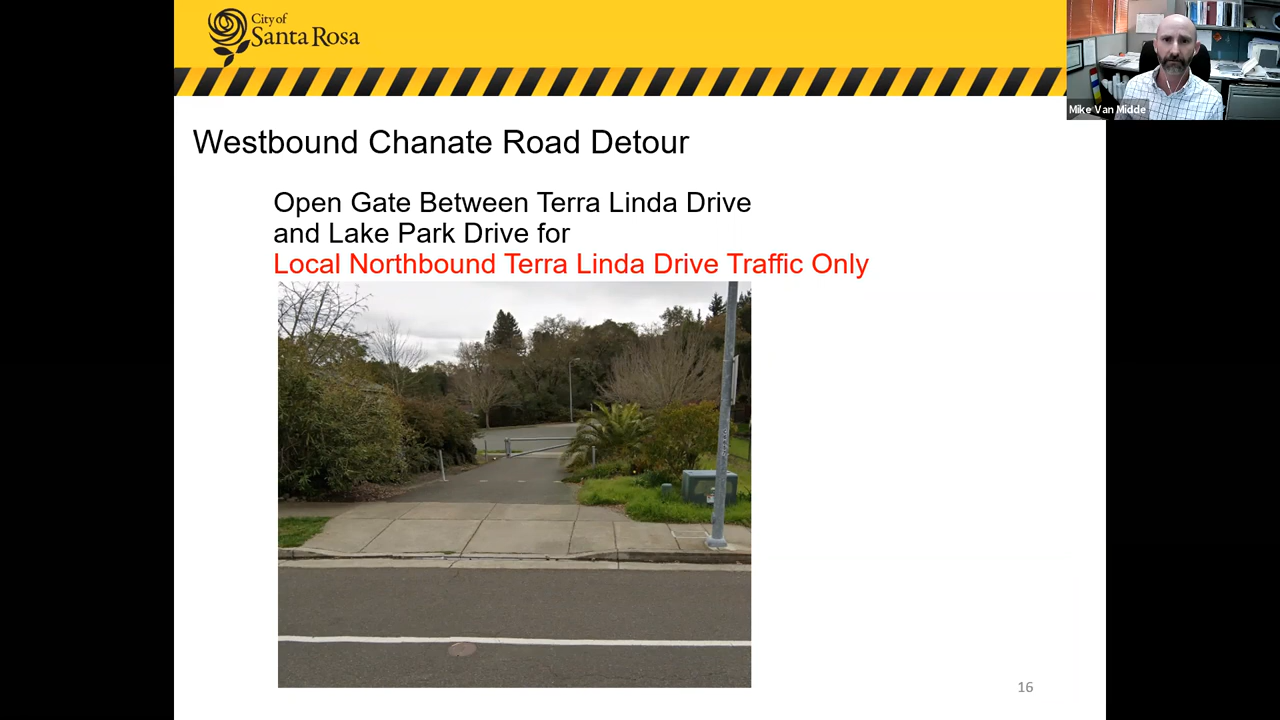 City of
Santa Rosa
Mike Van Midde
Westbound Chanate Road Detour
Open Gate Between Terra Linda Drive
and Lake Park Drive for
Local Northbound Terra Linda Drive Traffic Only
16